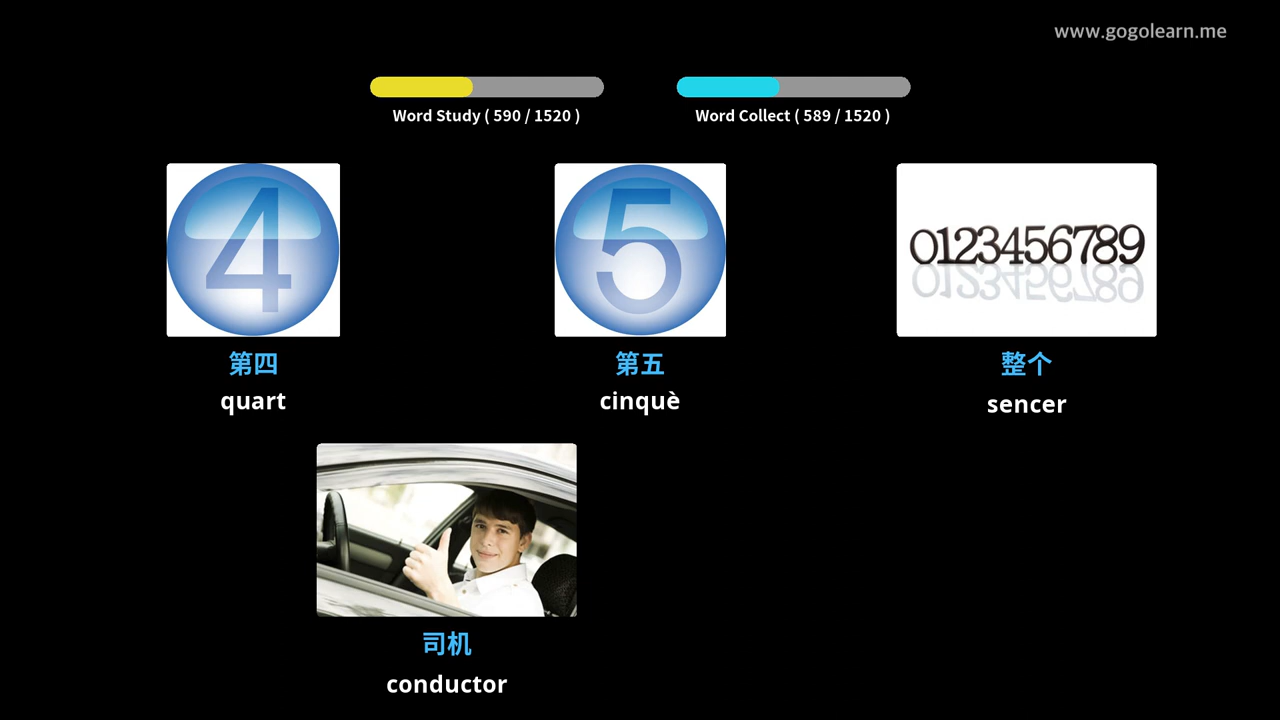 www.gogolearn.me
Word Study ( 590 / 1520 )
Word Collect ( 589 / 1520 )
4
5
0123456789
第四
第五
整个
quart
cinquè
sencer
司机
conductor